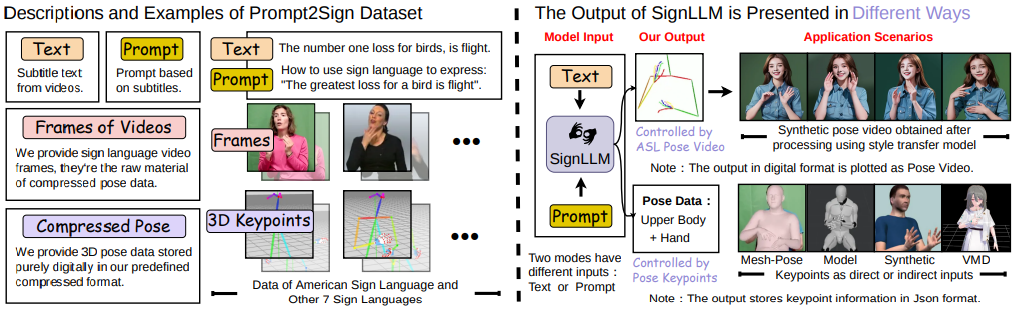 Descriptions and Examples of Prompt2Sign Dataset
Text
Subtitle text
from videos.
Prompt
Prompt based
on subtitles.
Text
The number one loss for birds, is flight.
Prompt
How to use sign language to express:
"The greatest loss for a bird is flight".
Frames of Videos
We provide sign language video
frames, they're the raw material
of compressed pose data.
Frames
Compressed Pose
We provide 3D pose data stored
purely digitally in our predefined
compressed format.
3D Keypoints
Data of American Sign Language and
Other 7 Sign Languages
The Output of SignLLM is Presented in Different Ways
Model Input
Our Output
Application Scenarios
Text
SignLLM
Prompt
Two modes have
different inputs :
Text or Prompt
Controlled by
ASL Pose Video
Pose Data :
Upper Body
+ Hand
Controlled by
Pose Keypoints
Synthetic pose video obtained after
processing using style transfer model
Note : The output in digital format is plotted as Pose Video.
Mesh-Pose
Model
Synthetic
VMD
Keypoints as direct or indirect inputs
Note : The output stores keypoint information in Json format.